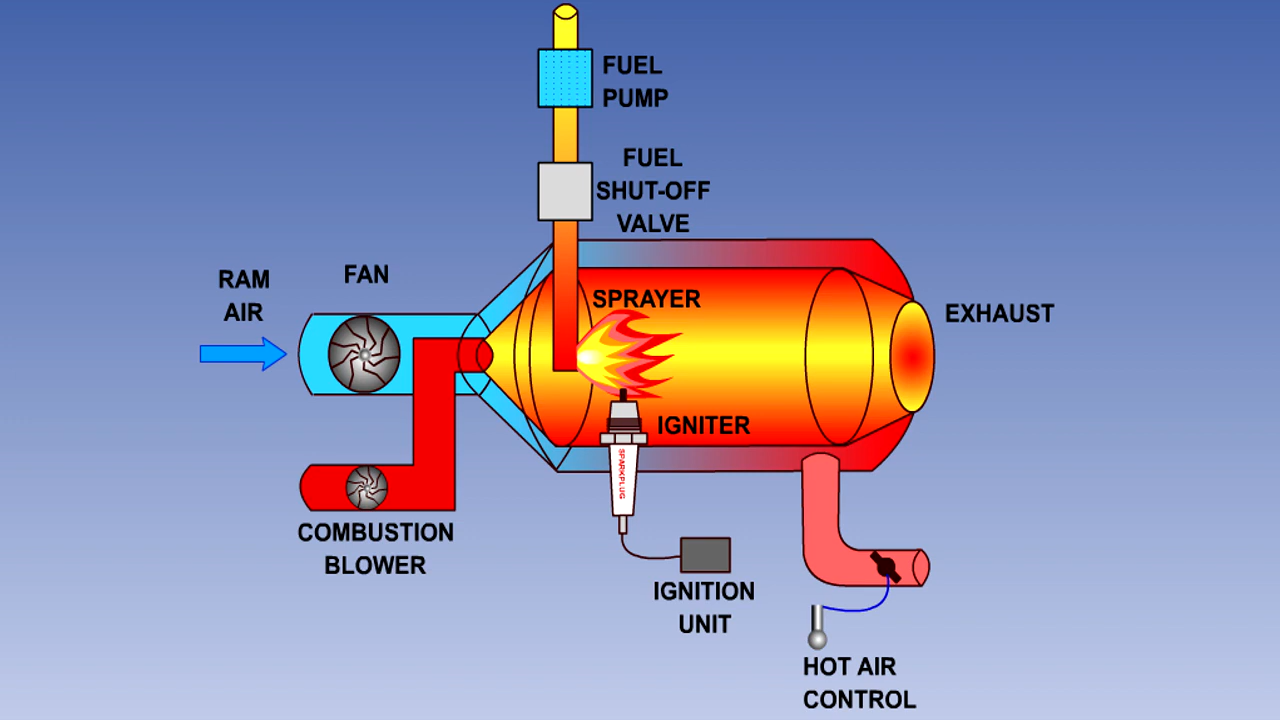 FUEL
PUMP
FUEL
SHUT-OFF
VALVE
RAM
AIR
FAN
SPRAYER
EXHAUST
IGNITER
SPARKPLUG
COMBUSTION
BLOWER
IGNITION
UNIT
HOT AIR
CONTROL